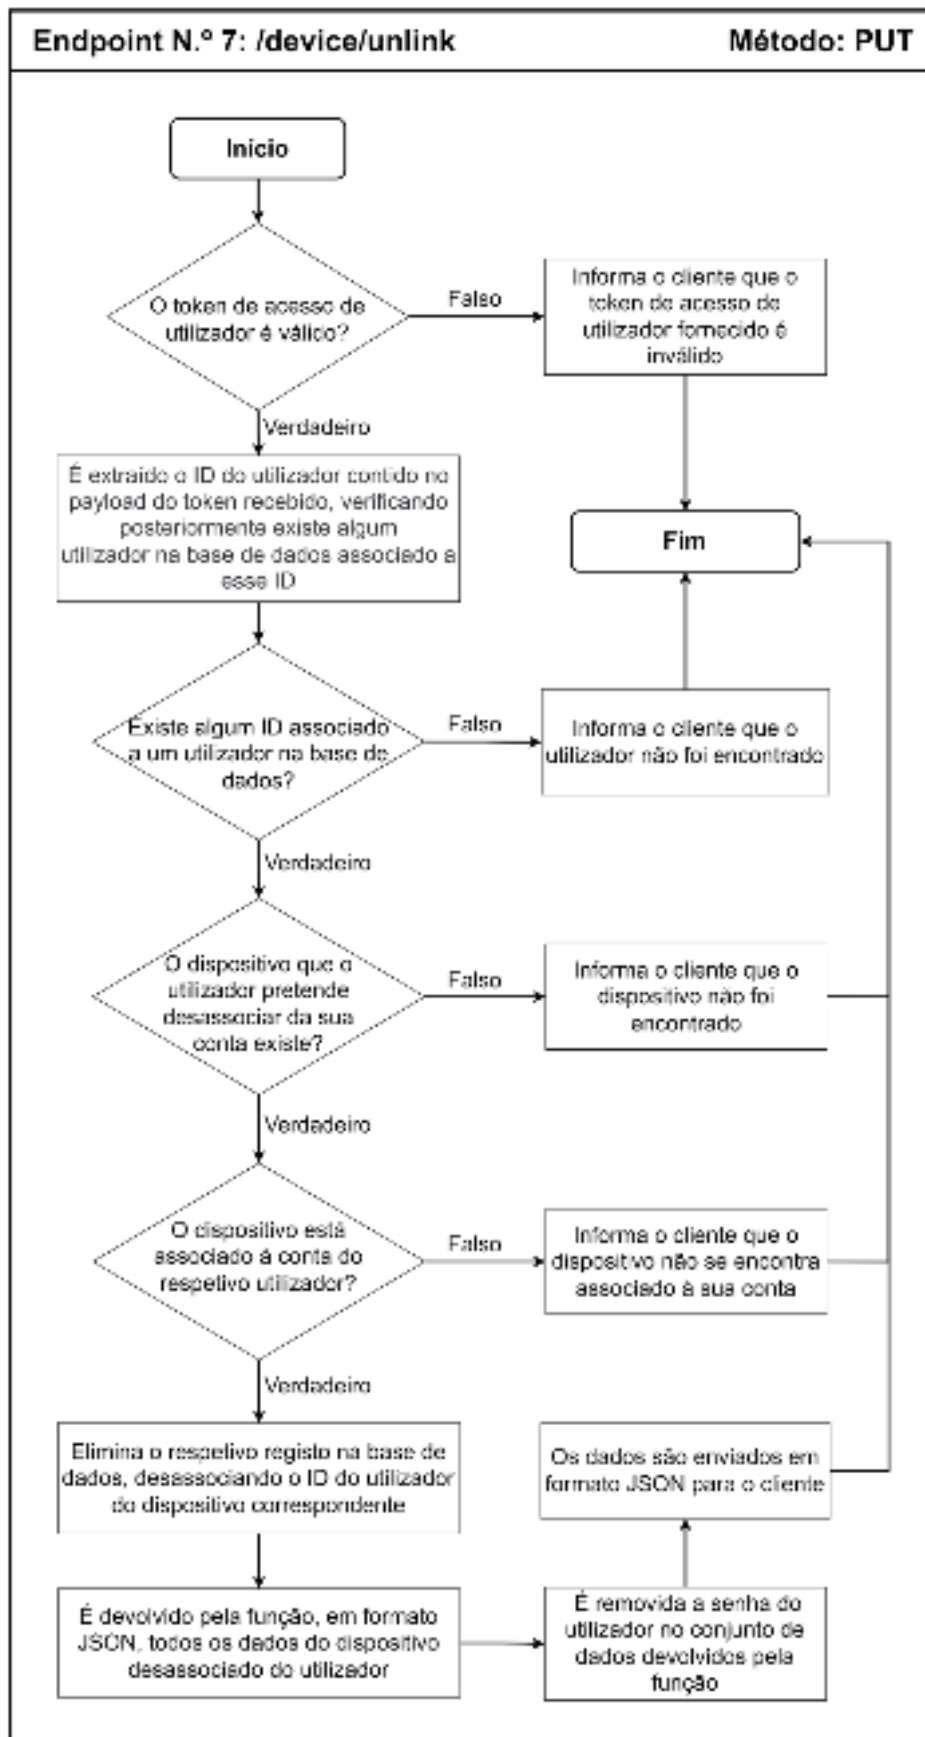 Endpoint N.º 7: /device/unlink
Método: PUT
Início
O token de acesso de
utilizador é válido?
Falso
Informa o cliente que o
token de acesso de
utilizador fornecido é
inválido
Verdadeiro
É extraído o ID do utilizador contido no
payload do token recebido, verificando
posteriormente existe algum
utilizador na base de dados associado a
esse ID
Fim
Existe algum ID associado
a um utilizador na base de
dados?
Falso
Informa o cliente que o
utilizador não foi encontrado
Verdadeiro
O dispositivo que o
utilizador pretende
desassociar da sua
conta existe?
Falso
Informa o cliente que o
dispositivo não foi
encontrado
Verdadeiro
O dispositivo está
associado à conta do
respetivo utilizador?
Falso
Informa o cliente que o
dispositivo não se encontra
associado à sua conta
Verdadeiro
Elimina o respetivo registo na base de
dados, desassociando o ID do utilizador
do dispositivo correspondente
Os dados são enviados em
formato JSON para o cliente
É devolvido pela função, em formato
JSON, todos os dados do dispositivo
desassociado do utilizador
É removida a senha do
utilizador no conjunto de
dados devolvidos pela
função